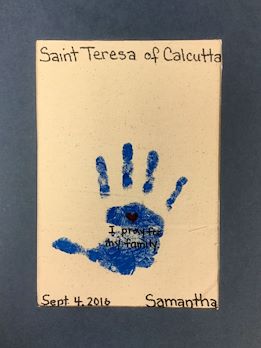 Saint Teresa of Calcutta
I pray for
my family.
Sept. 4, 2016
Samantha